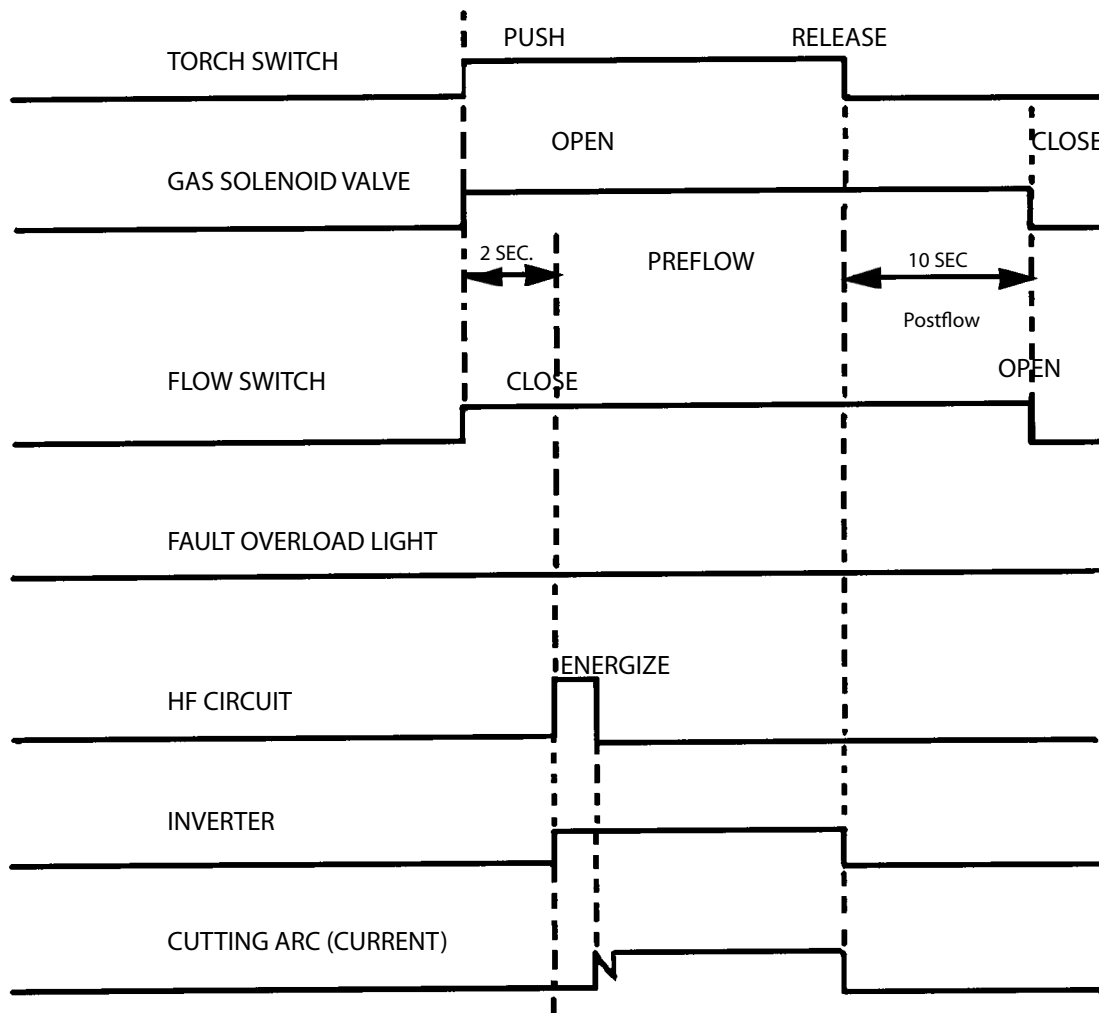 PUSH
RELEASE
TORCH SWITCH
OPEN
CLOSE
GAS SOLENOID VALVE
2 SEC.
PREFLOW
10 SEC
Postflow
OPEN
FLOW SWITCH
CLOSE
FAULT OVERLOAD LIGHT
ENERGIZE
HF CIRCUIT
INVERTER
CUTTING ARC (CURRENT)